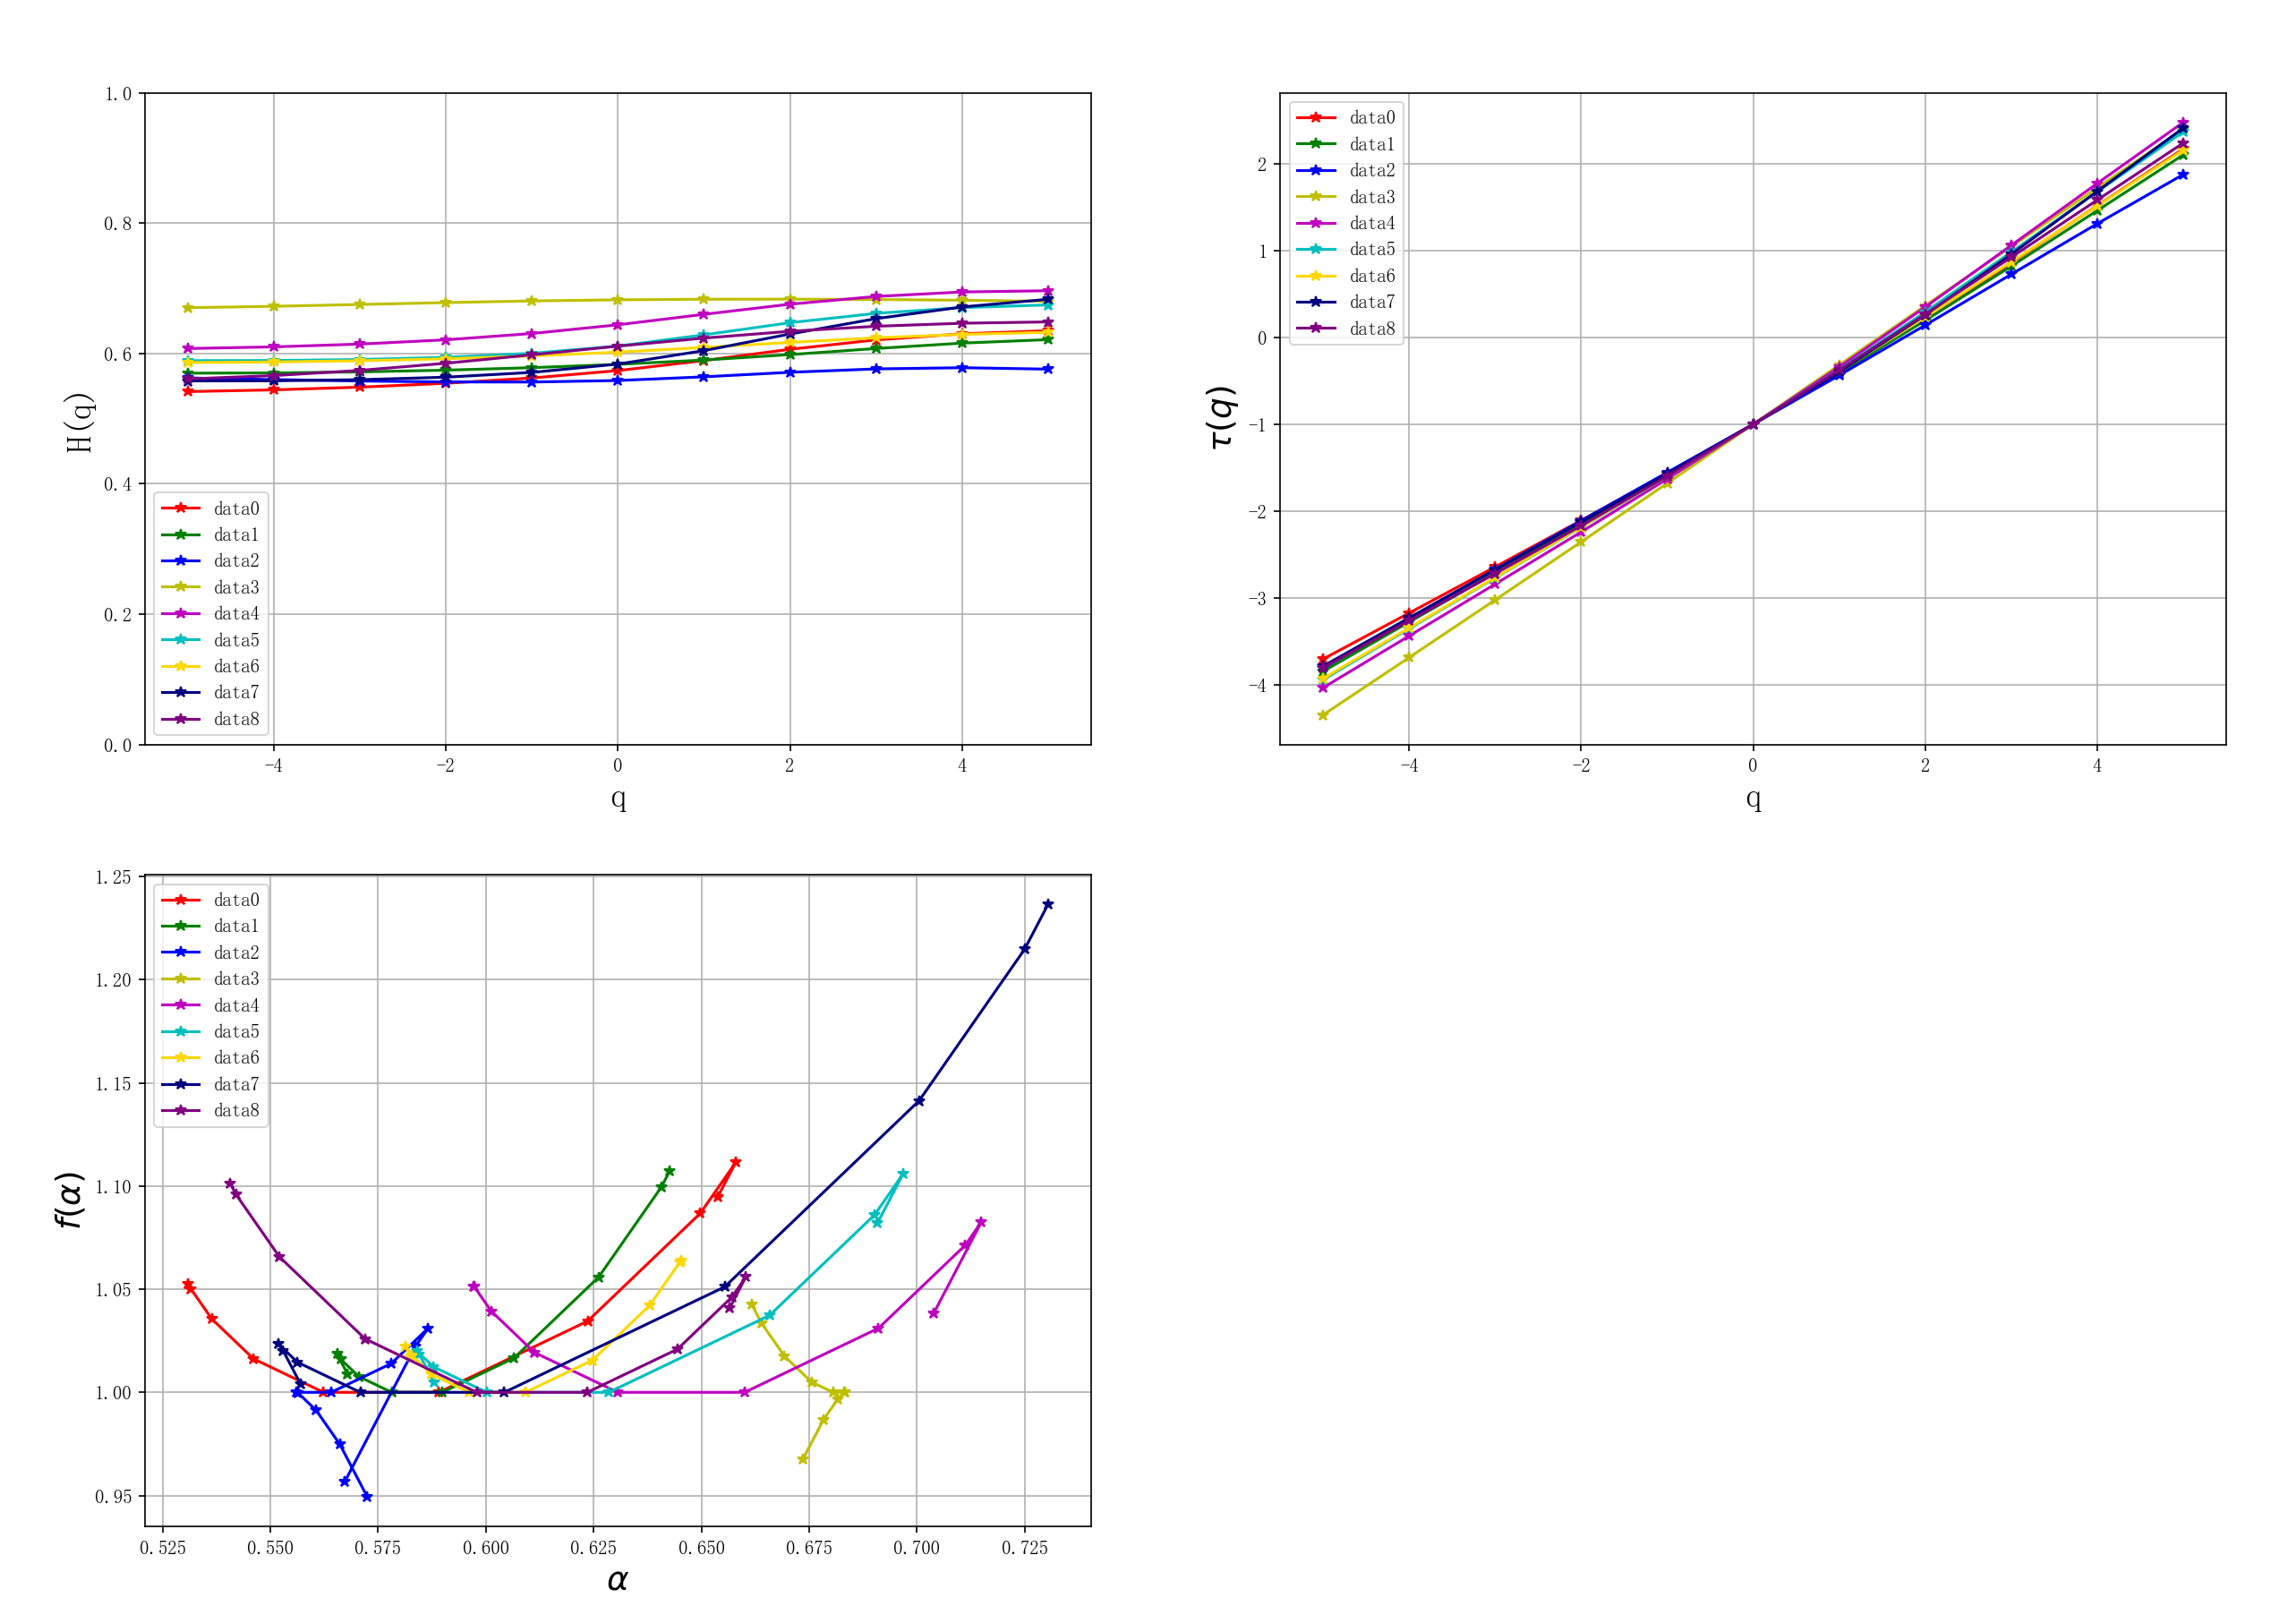 1.0
0.8
0.6
0.4
0.2
0.0
H(q)
data0
data1
data2
data3
data4
data5
data6
data7
data8
-4 -2 0 2 4
q
2
1
0
-1
-2
-3
-4
τ(q)
data0
data1
data2
data3
data4
data5
data6
data7
data8
-4 -2 0 2 4
q
1.25
1.20
1.15
1.10
1.05
1.00
0.95
f(α)
data0
data1
data2
data3
data4
data5
data6
data7
data8
0.525 0.550 0.575 0.600 0.625 0.650 0.675 0.700 0.725
α